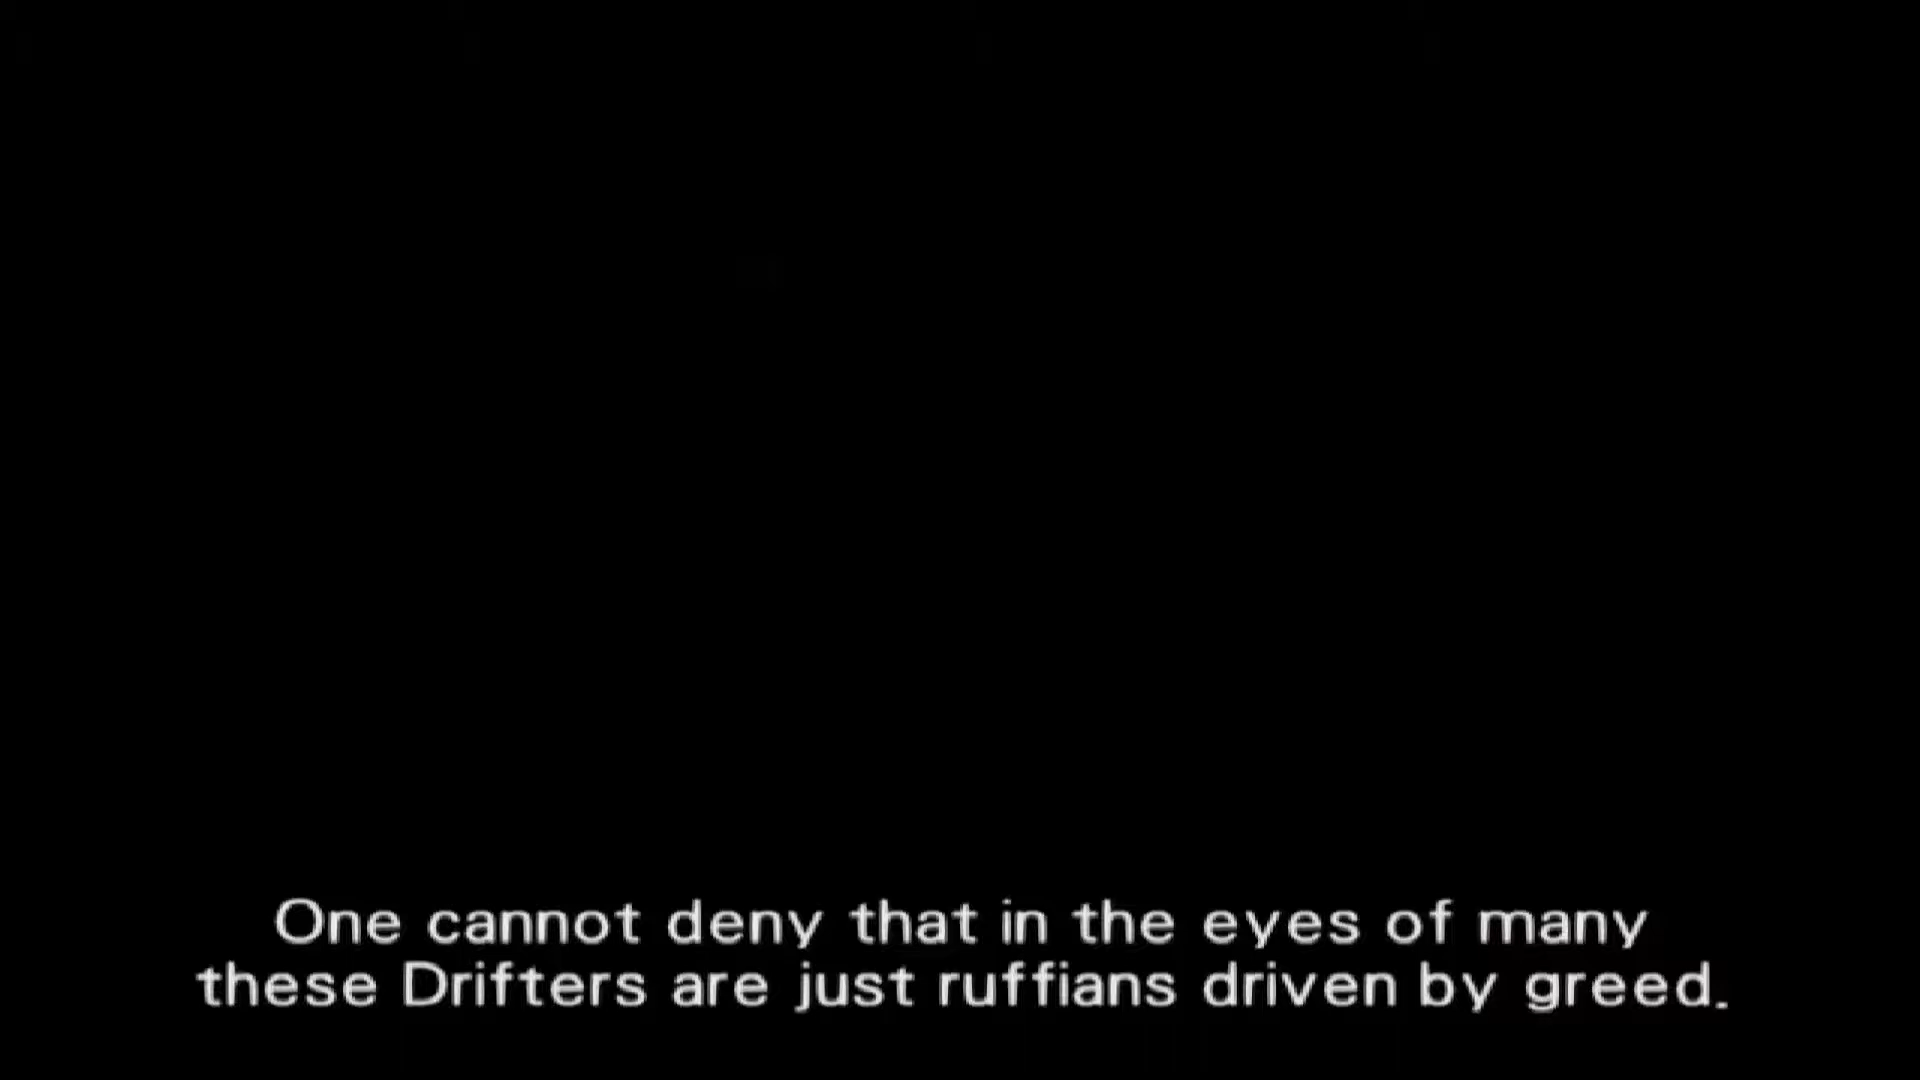 One cannot deny that in the eyes of many
these Drifters are just ruffians driven by greed.